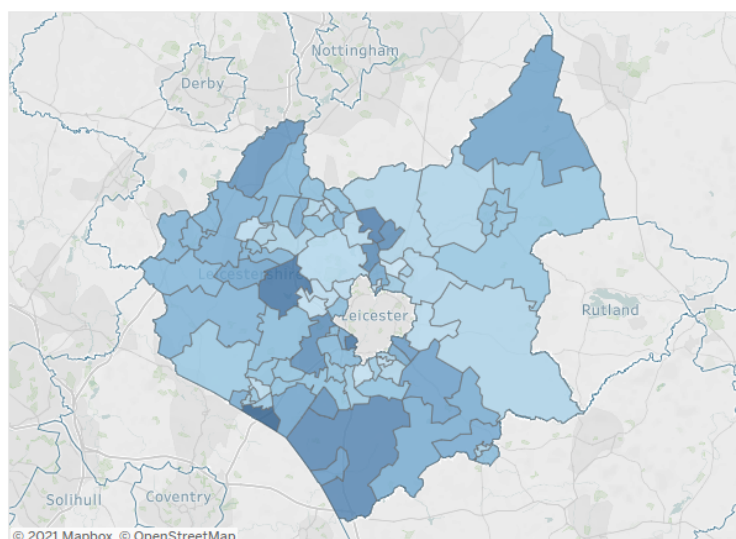 Nottingham
Derby
Leicestershire
Leicester
Rutland
Solihull
Coventry
© 2021 Mapbox © OpenStreetMap